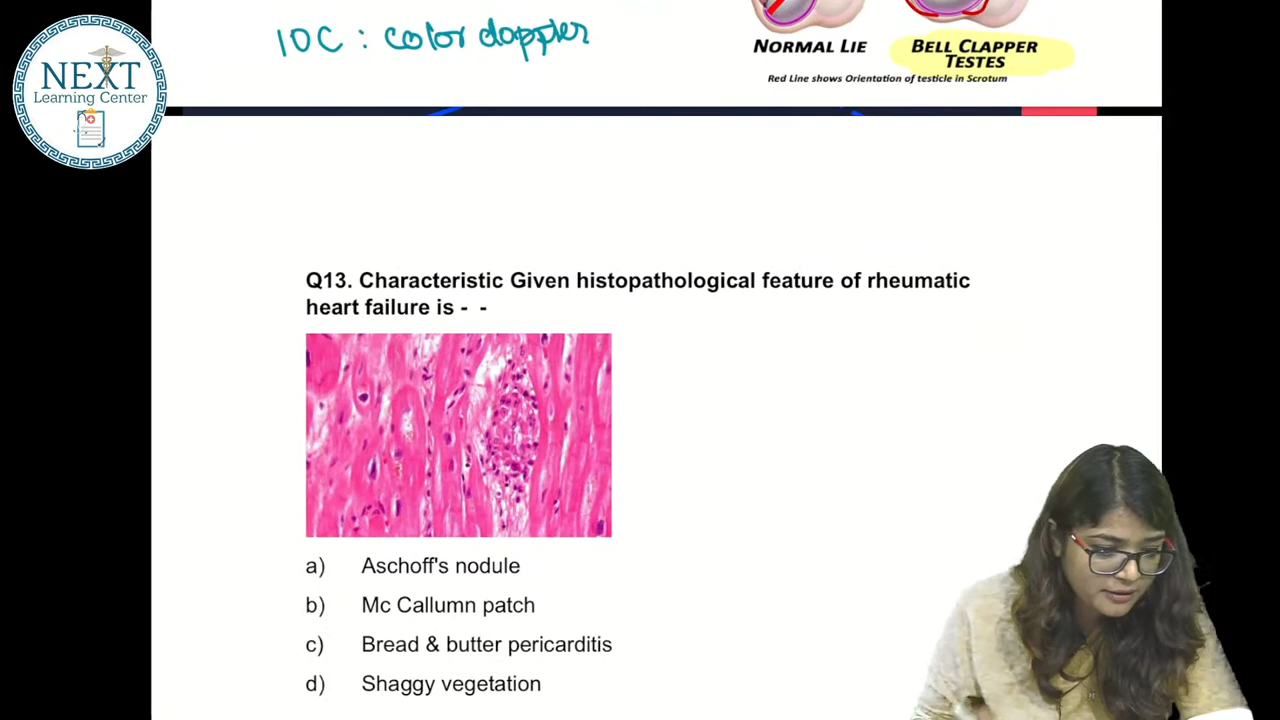 IOC : color doppler
NORMAL LIE
BELL CLAPPER
TESTES
Red Line shows Orientation of testicle in Scrotum
NEXT
Learning Center
Q13. Characteristic Given histopathological feature of rheumatic
heart failure is - -
a) Aschoff's nodule
b) Mc Callumn patch
c) Bread & butter pericarditis
d) Shaggy vegetation